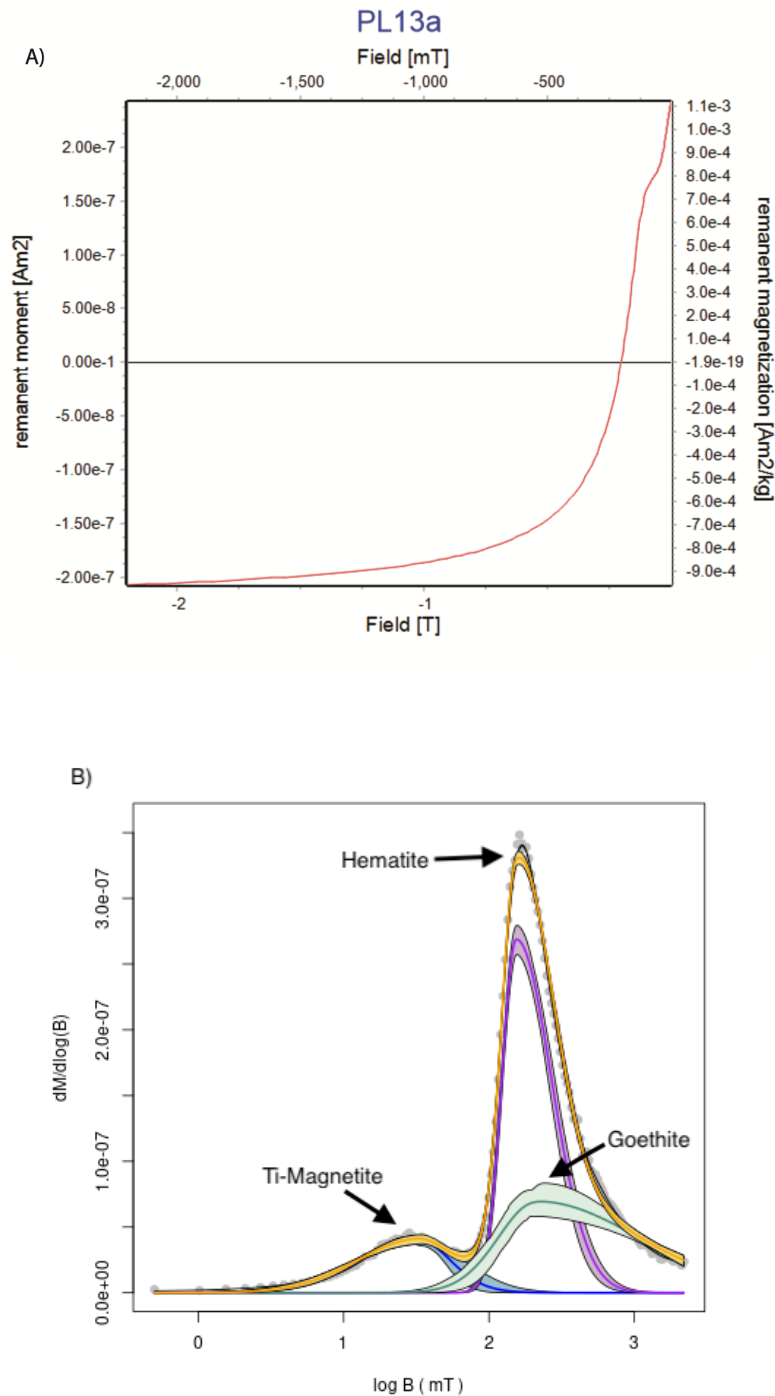 PL13a
A)
Field [mT]
-2,000 -1,500 -1,000 -500
remanent moment [Am2]
2.00e-7
1.50e-7
1.00e-7
5.00e-8
0.00e-1
-5.00e-8
-1.00e-7
-1.50e-7
-2.00e-7
1.1e-3
1.0e-3
9.0e-4
8.0e-4
7.0e-4
6.0e-4
5.0e-4
4.0e-4
3.0e-4
2.0e-4
1.0e-4
-1.9e-19
-1.0e-4
-2.0e-4
-3.0e-4
-4.0e-4
-5.0e-4
-6.0e-4
-7.0e-4
-8.0e-4
-9.0e-4
remanent magnetization [Am2/kg]
-2 -1
Field [T]
B)
dM/dlog(B)
3.0e-07
2.0e-07
1.0e-07
0.0e+00
Hematite
Goethite
Ti-Magnetite
0 1 2 3
log B ( mT )